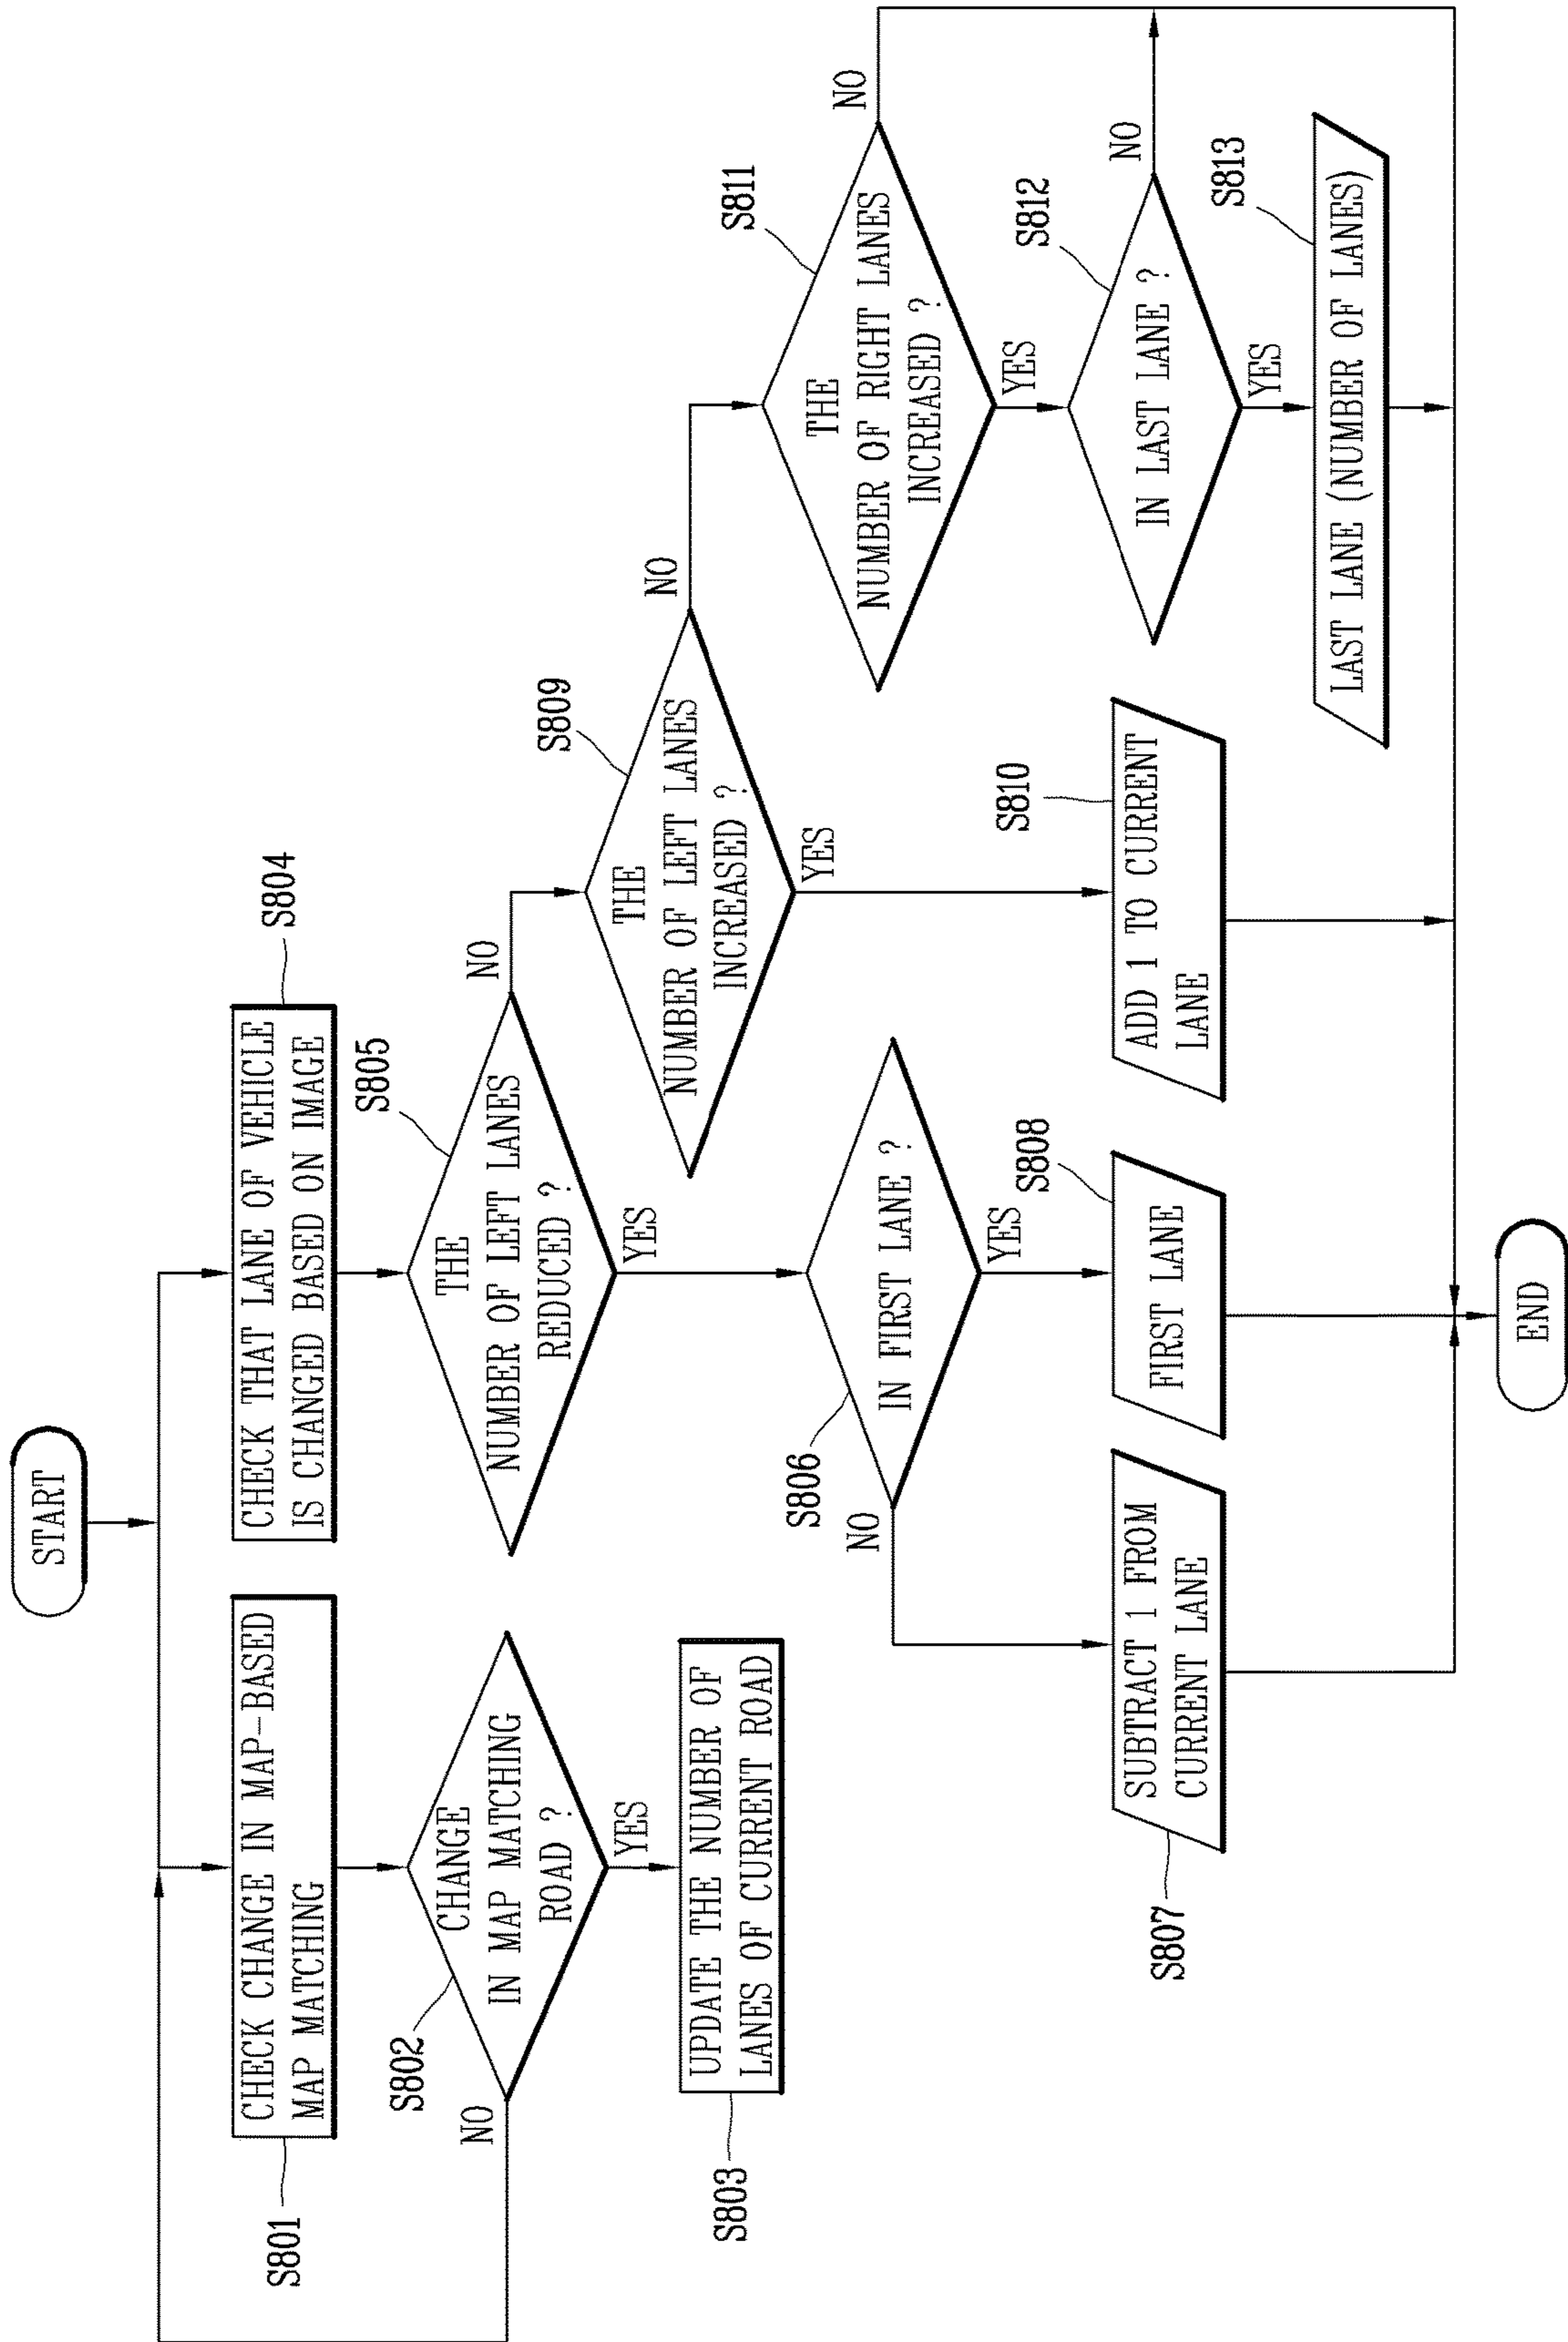 START
CHECK CHANGE IN MAP-BASED
MAP MATCHING
S801
CHANGE
IN MAP MATCHING
ROAD ?
S802
NO
YES
UPDATE THE NUMBER OF
LANES OF CURRENT ROAD
S803
CHECK THAT LANE OF VEHICLE
IS CHANGED BASED ON IMAGE
S804
THE
NUMBER OF LEFT LANES
REDUCED ?
S805
NO
YES
IN FIRST LANE ?
S806
NO
YES
SUBTRACT 1 FROM
CURRENT LANE
S807
FIRST LANE
S808
THE
NUMBER OF LEFT LANES
INCREASED ?
S809
NO
YES
ADD 1 TO CURRENT
LANE
S810
THE
NUMBER OF RIGHT LANES
INCREASED ?
S811
NO
YES
IN LAST LANE ?
S812
NO
YES
LAST LANE (NUMBER OF LANES)
S813
END